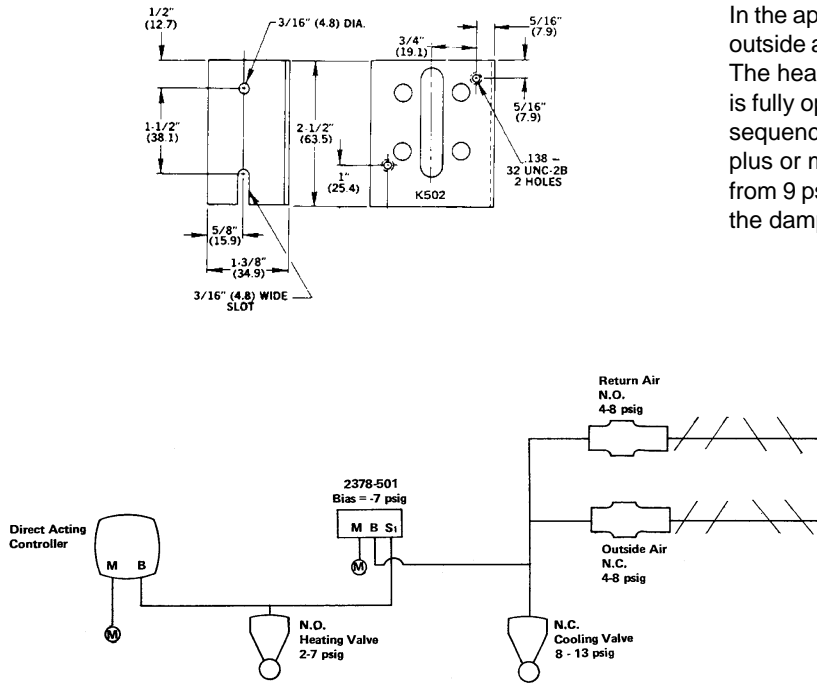 1/2"
(12.7)
3/16" (4.8) DIA.
1-1/2"
(38.1)
2-1/2"
(63.5)
5/8"
(15.9)
1-3/8"
(34.9)
3/16" (4.8) WIDE
SLOT
3/4"
(19.1)
5/16"
(7.9)
5/16"
(7.9)
1"
(25.4)
.138 –
32 UNC-2B
2 HOLES
K502
In the ap
outside a
The hea
is fully op
sequenc
plus or n
from 9 ps
the damp
Return Air
N.O.
4-8 psig
2378-501
Bias = -7 psig
M B S1
M
Direct Acting
Controller
M B
M
Outside Air
N.C.
4-8 psig
N.O.
Heating Valve
2-7 psig
N.C.
Cooling Valve
8 - 13 psig